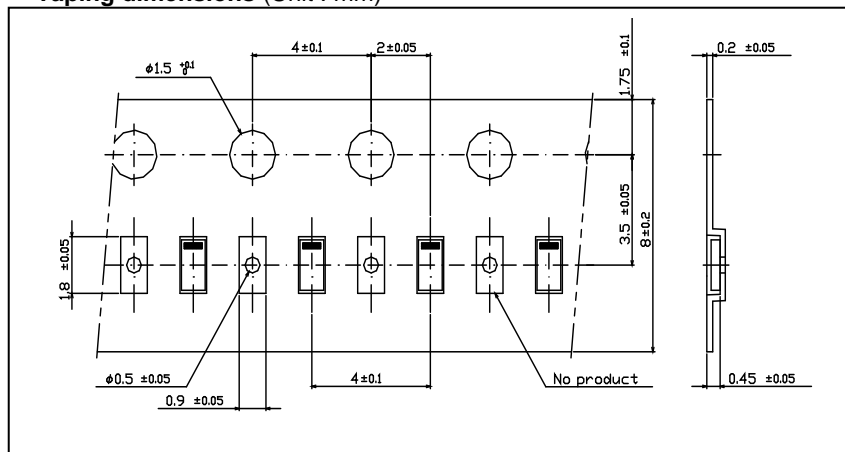 Taping dimensions (Unit : mm)
4±0.1
2±0.05
φ1.5 +0.1 0
1.75 ±0.1
0.2 ±0.05
3.5 ±0.05
8±0.2
1.8 ±0.05
φ0.5 ±0.05
4±0.1
No product
0.9 ±0.05
0.45 ±0.05